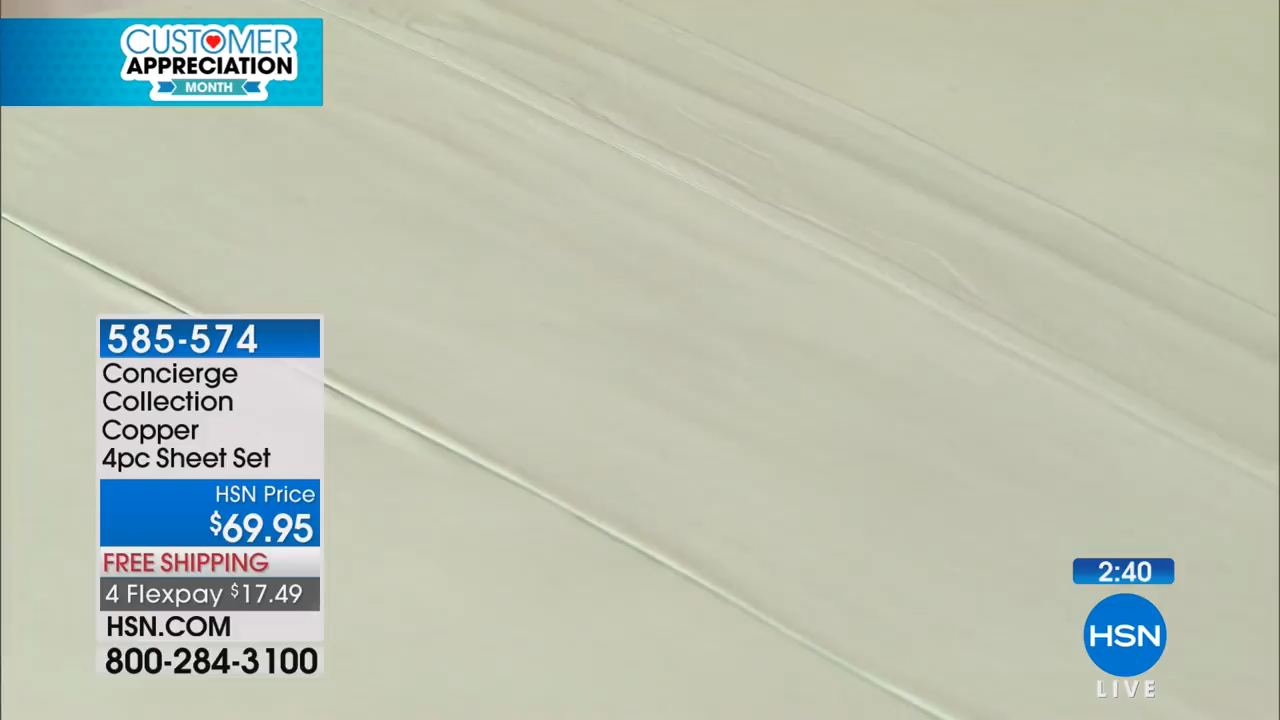 CUSTOMER
APPRECIATION
MONTH
585-574
Concierge
Collection
Copper
4pc Sheet Set
HSN Price
$69.95
FREE SHIPPING
4 Flexpay $17.49
HSN.COM
800-284-3100
2:40
HSN
LIVE